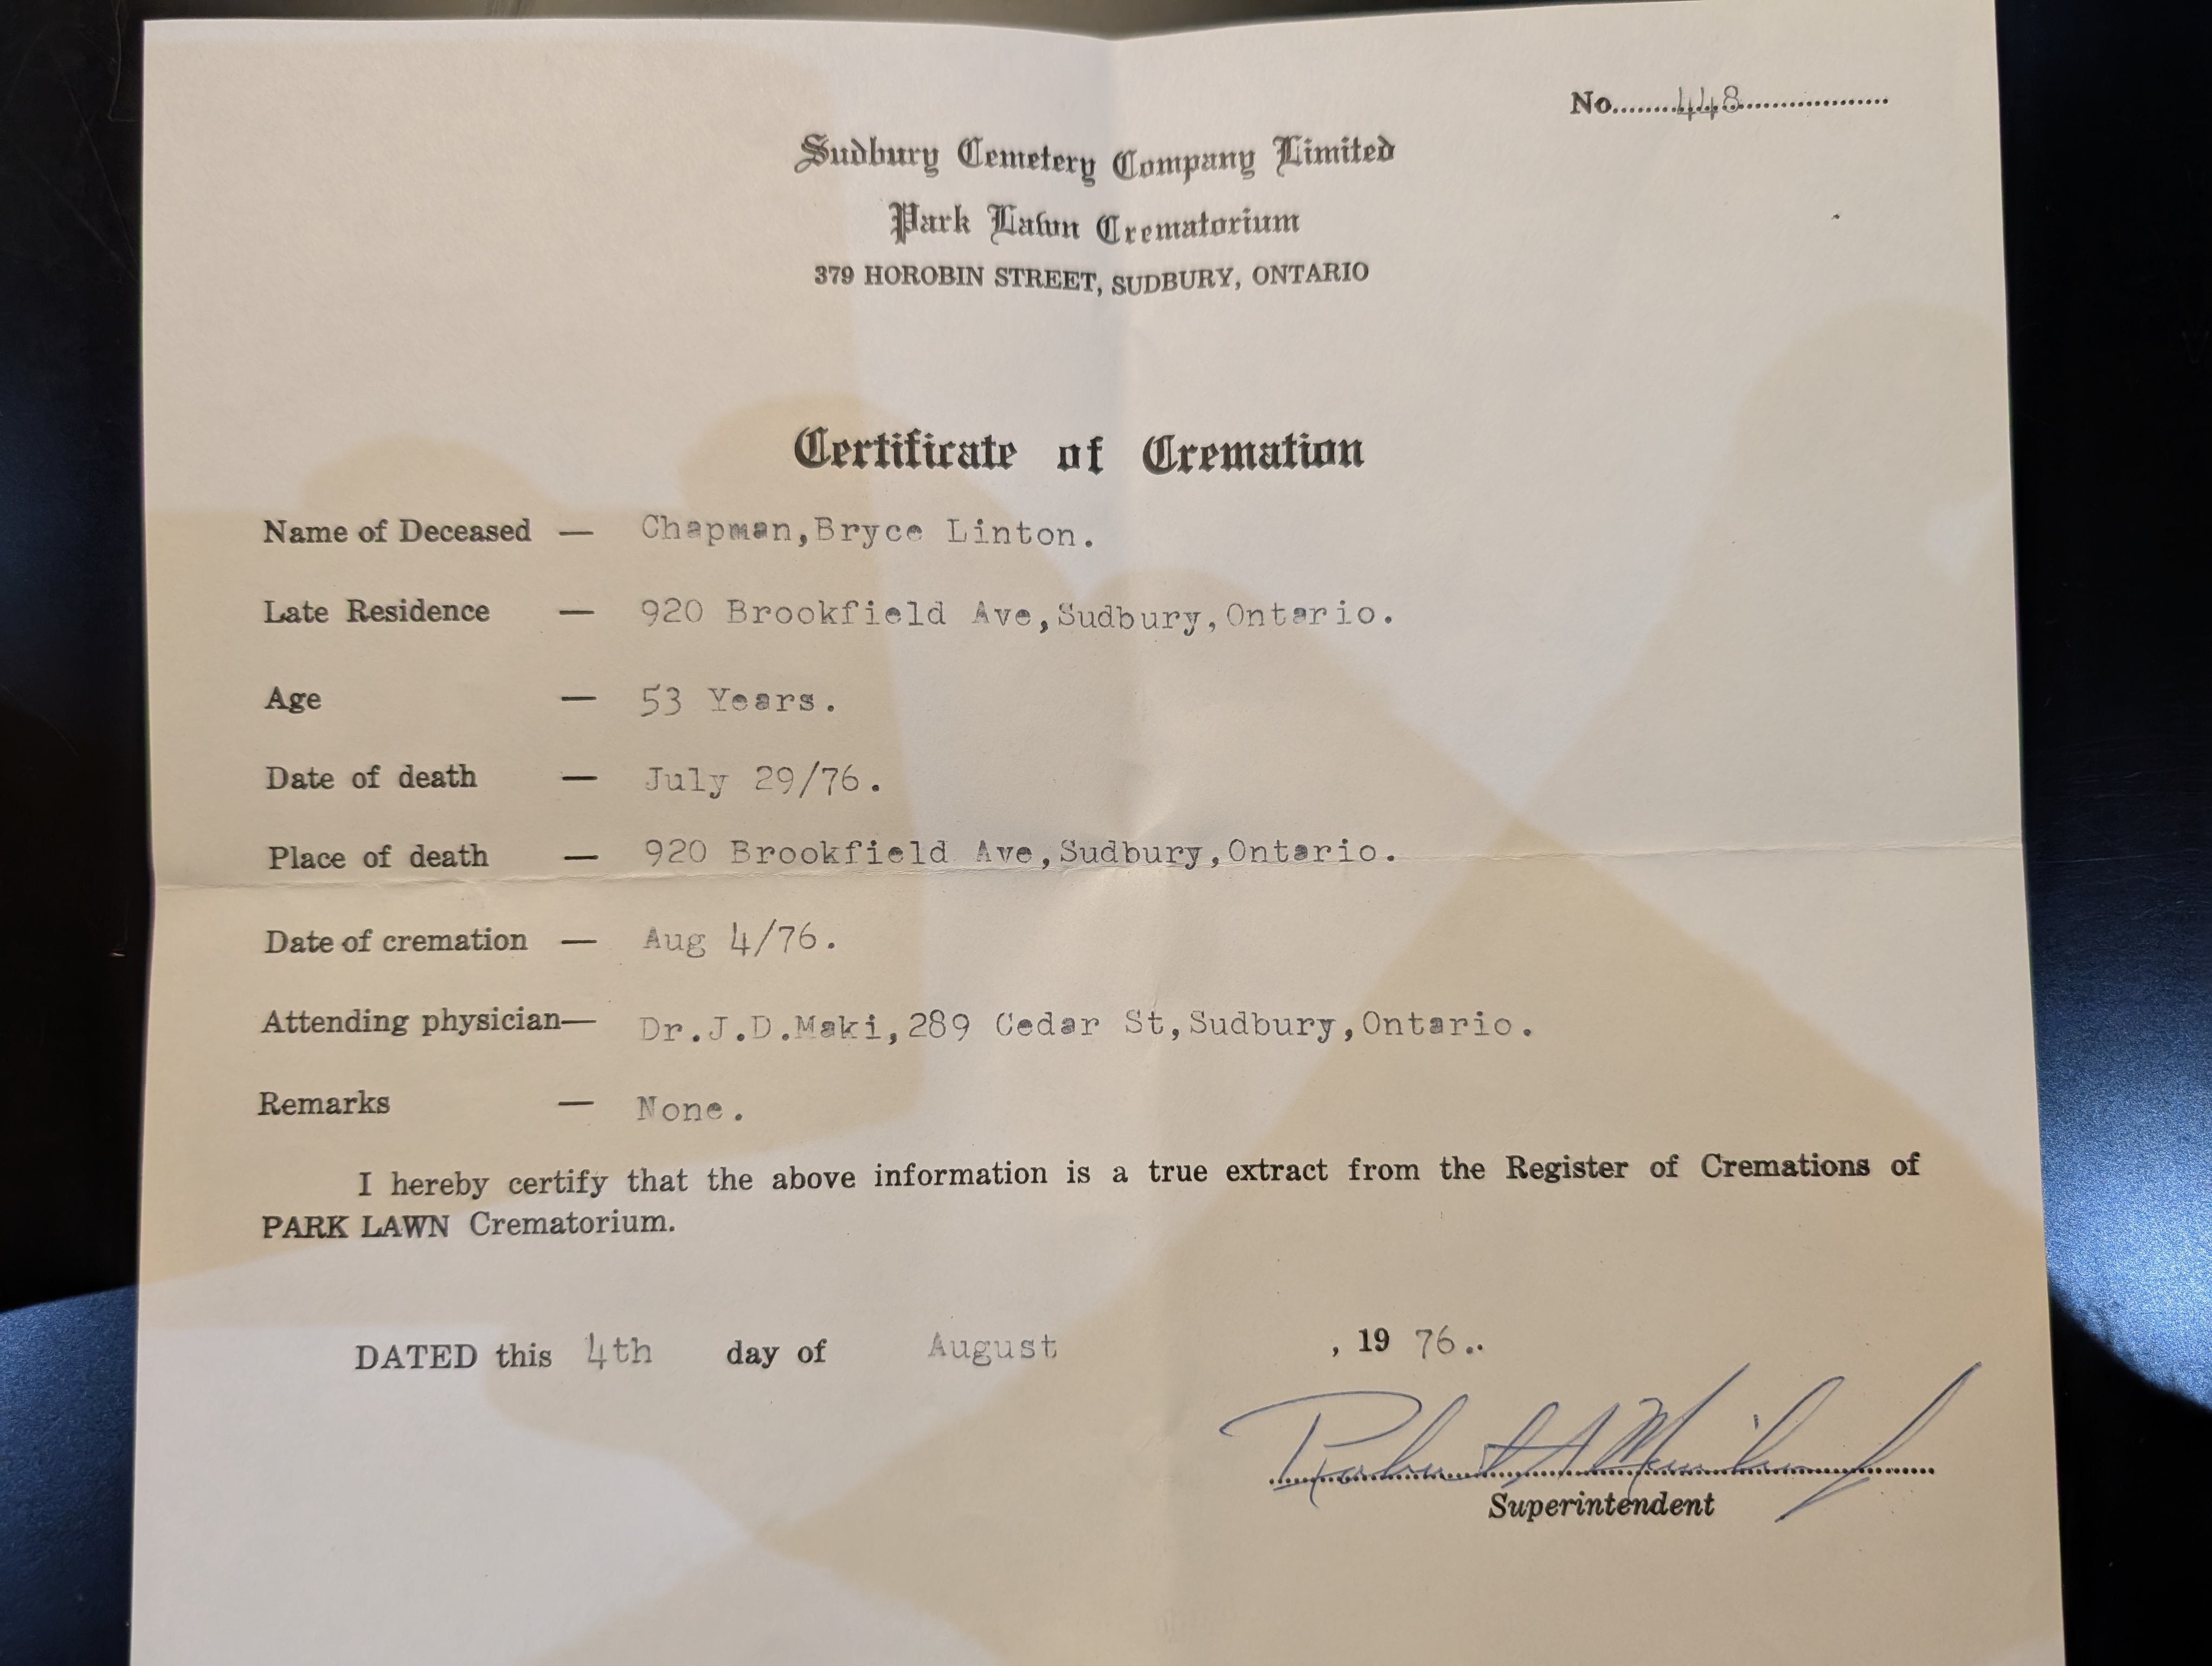 No. 448
Sudbury Cemetery Company Limited
Park Lawn Crematorium
379 HOROBIN STREET, SUDBURY, ONTARIO
Certificate of Cremation
Name of Deceased — Chapman,Bryce Linton.
Late Residence — 920 Brookfield Ave,Sudbury,Ontario.
Age — 53 Years.
Date of death — July 29/76.
Place of death — 920 Brookfield Ave,Sudbury,Ontario.
Date of cremation — Aug 4/76.
Attending physician— Dr.J.D.Maki,289 Cedar St,Sudbury,Ontario.
Remarks — None.
I hereby certify that the above information is a true extract from the Register of Cremations of
PARK LAWN Crematorium.
DATED this 4th day of August , 19 76..
Robert A
Superintendent